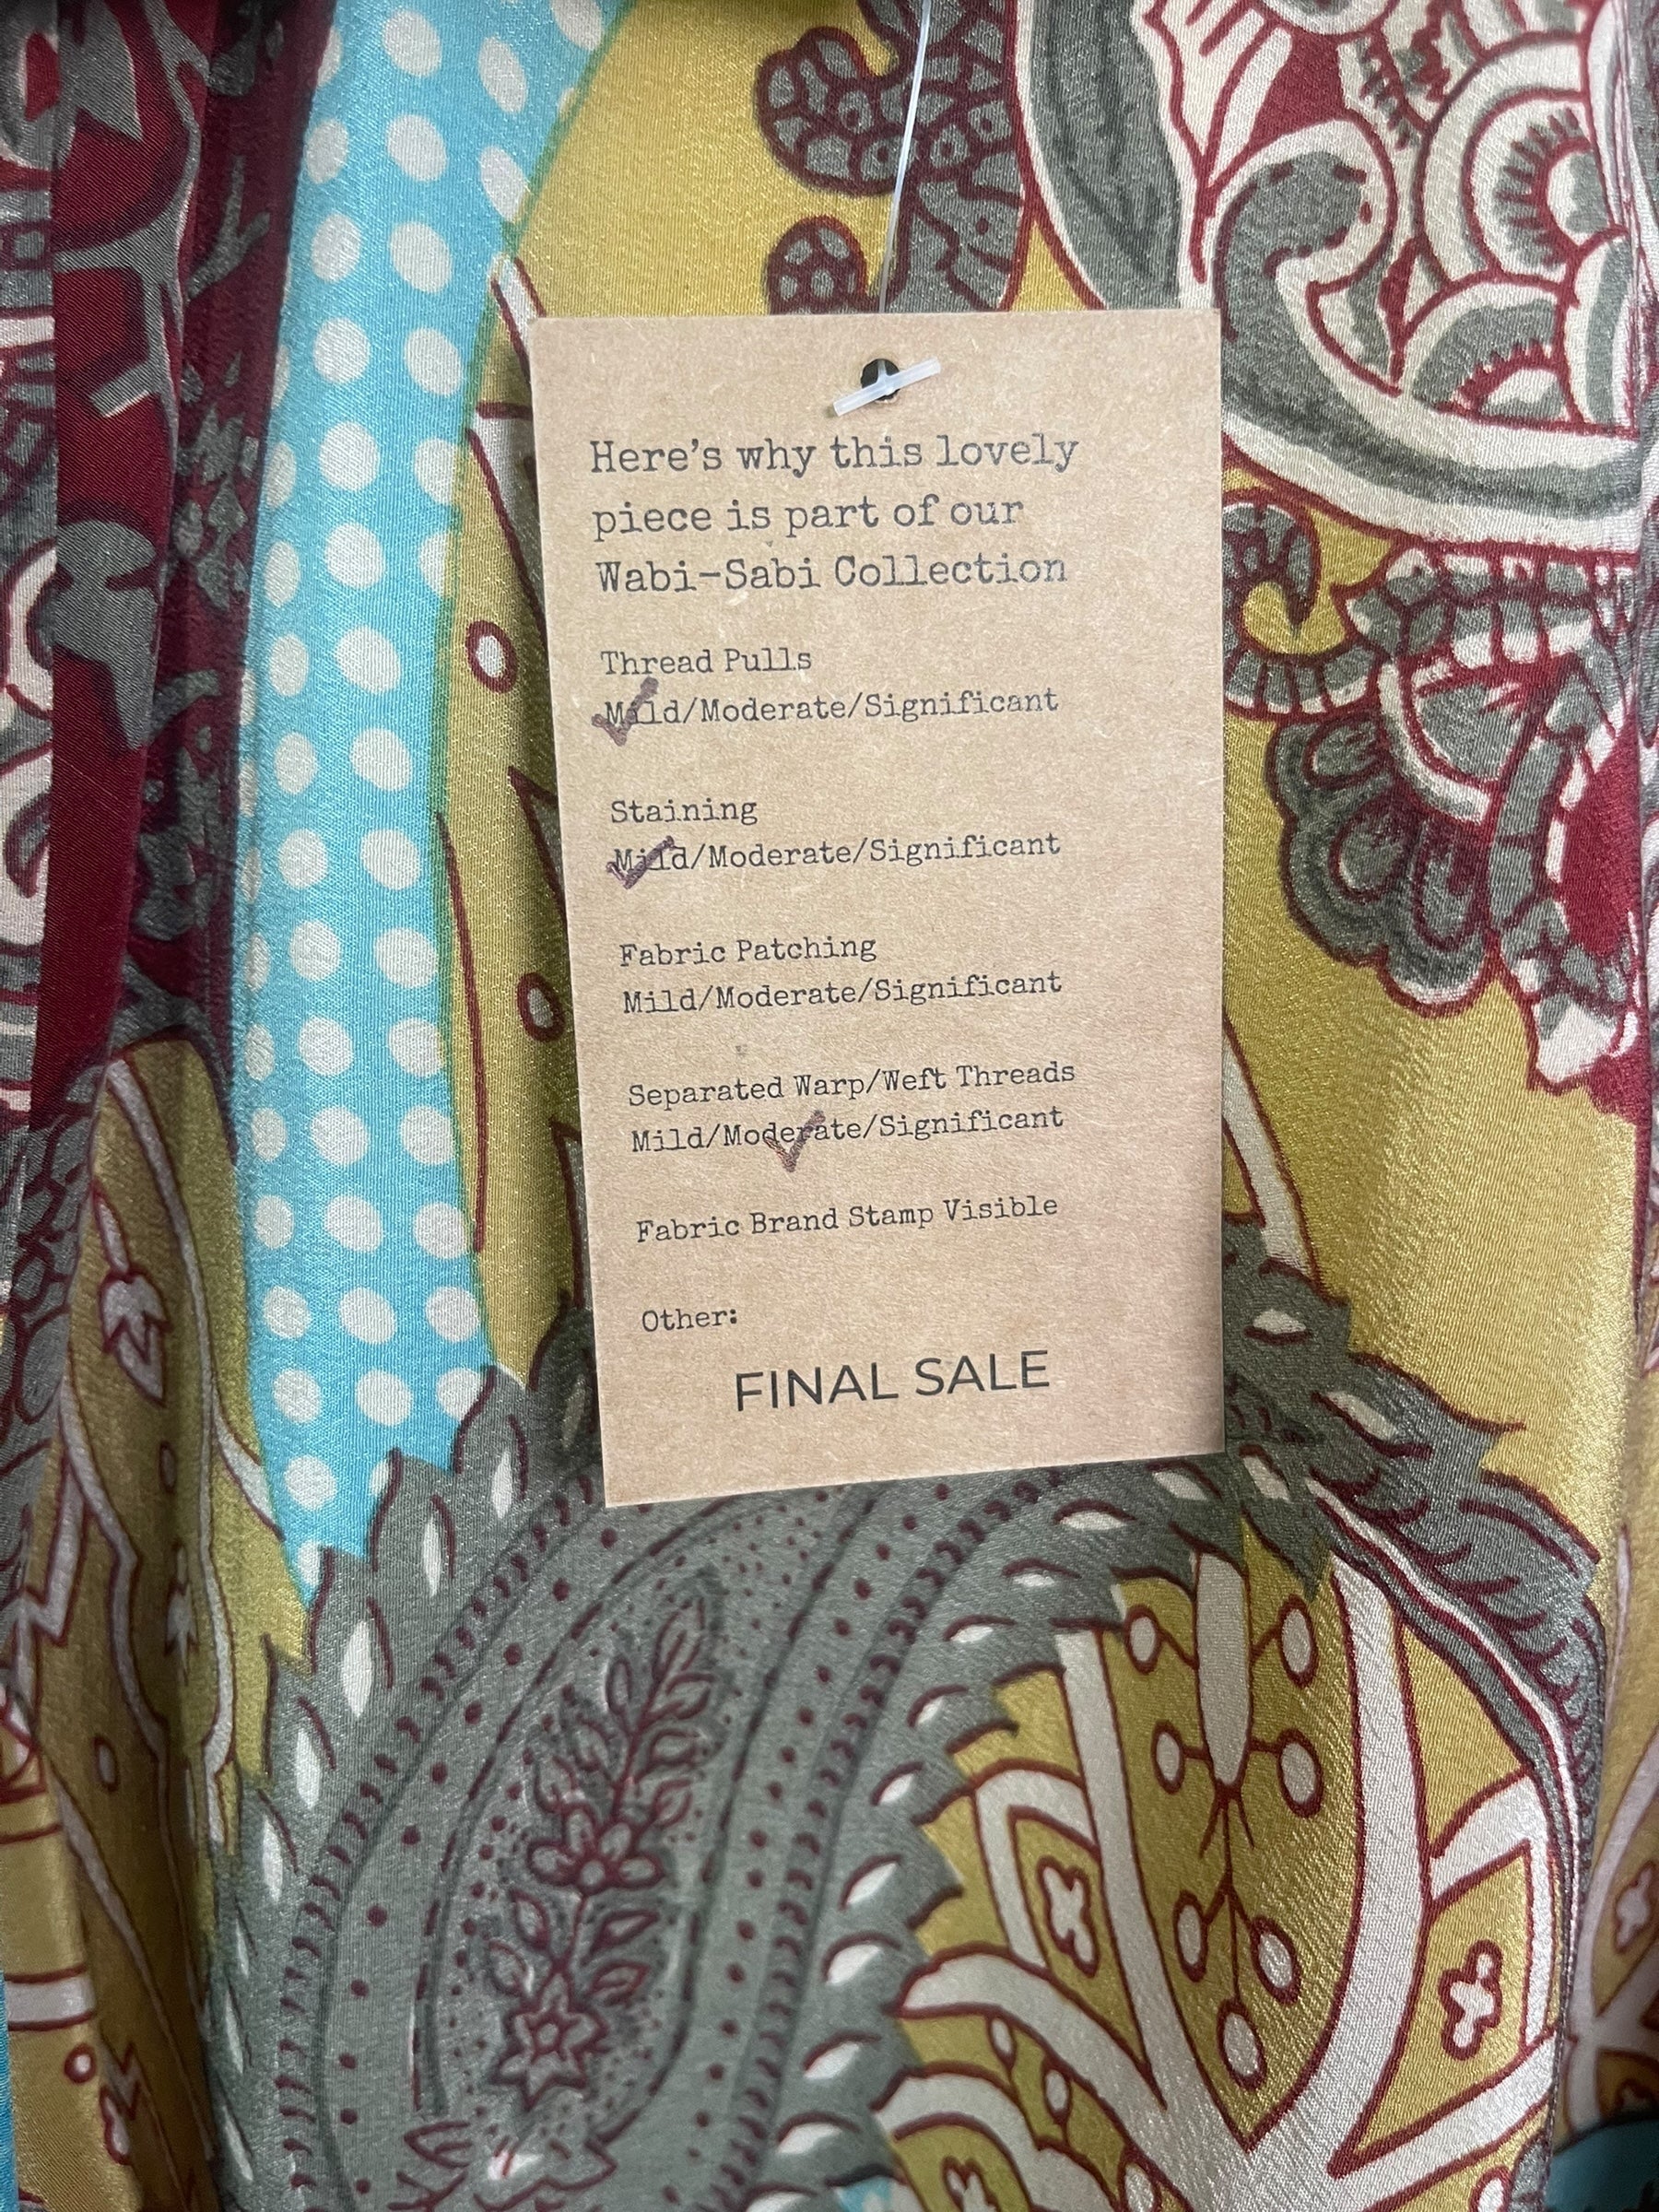 Here's why this lovely
piece is part of our
Wabi-Sabi Collection
Thread Pulls
Mild/Moderate/Significant
Staining
Mild/Moderate/Significant
Fabric Patching
Mild/Moderate/Significant
Separated Warp/Weft Threads
Mild/Moderate/Significant
Fabric Brand Stamp Visible
Other:
FINAL SALE